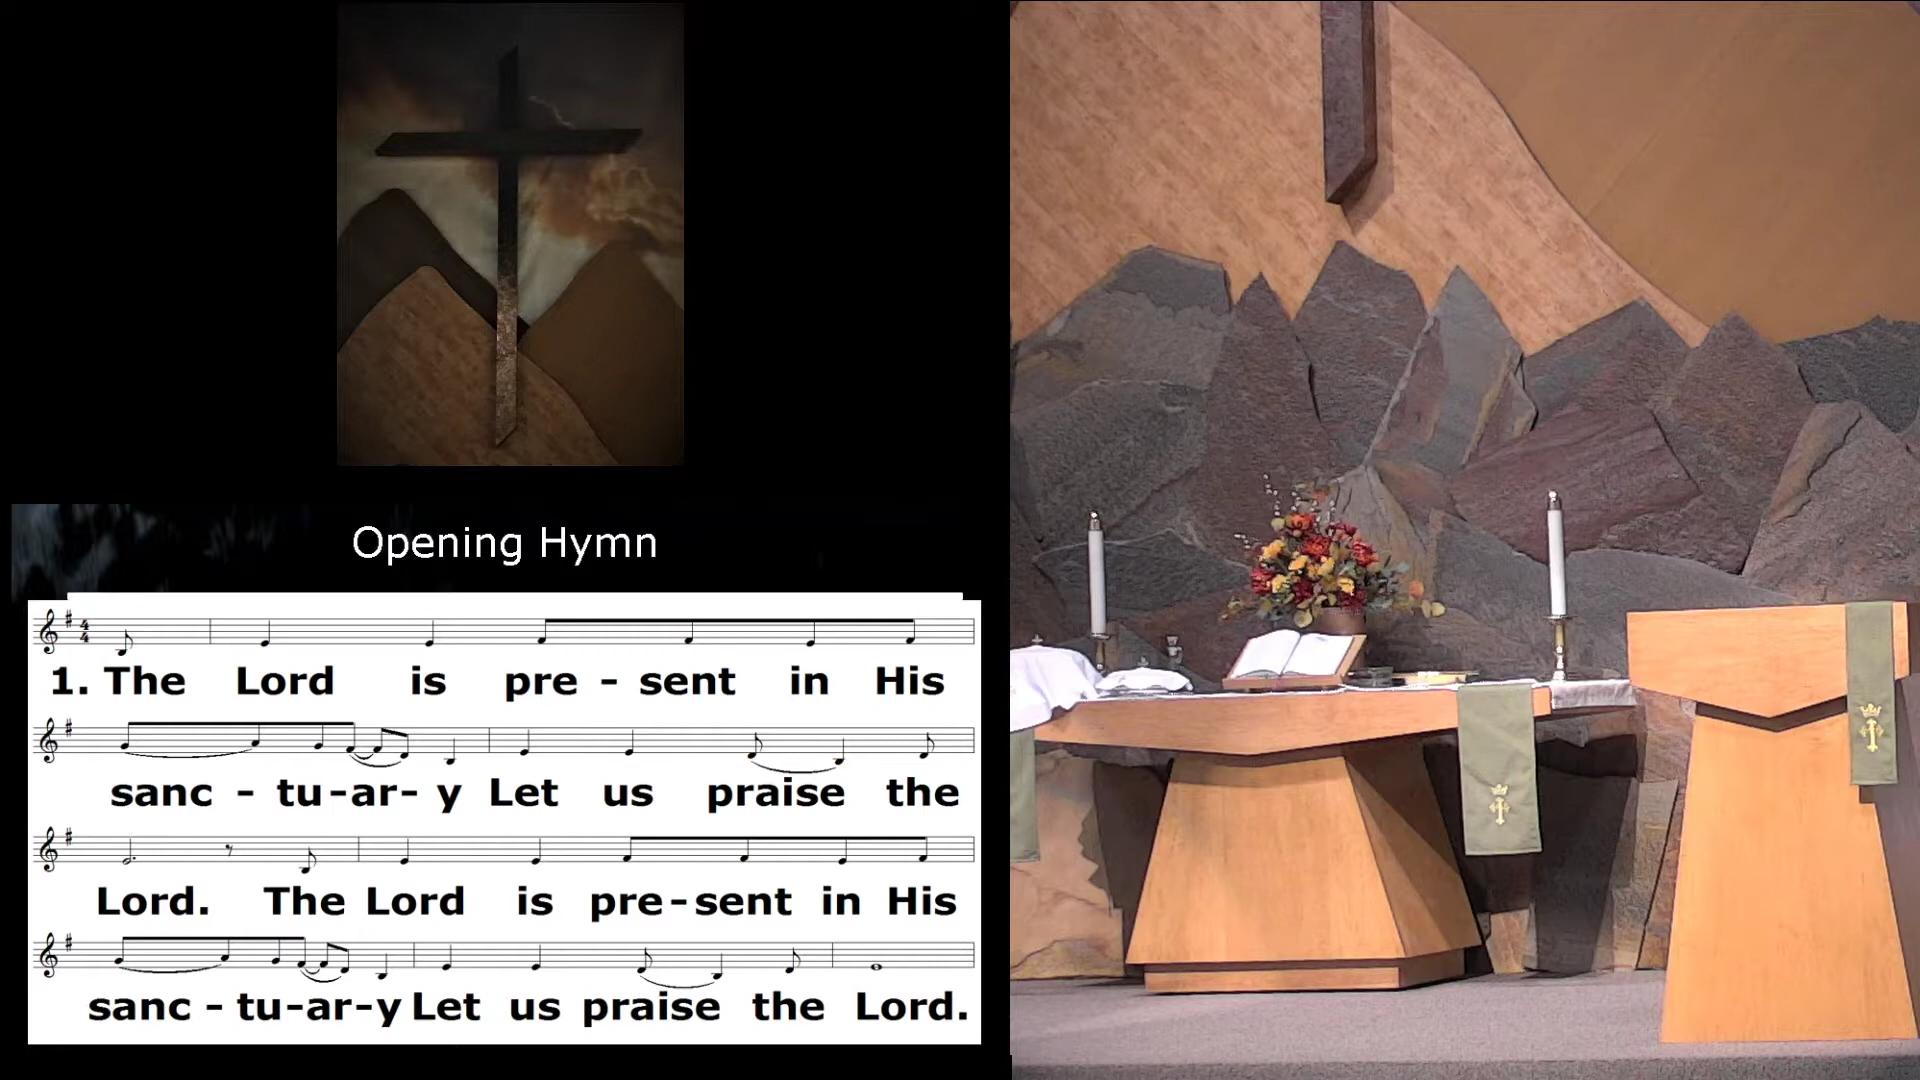 Opening Hymn
1. The Lord is pre - sent in His
sanc - tu-ar- y Let us praise the
Lord. The Lord is pre-sent in His
sanc - tu-ar-y Let us praise the Lord.